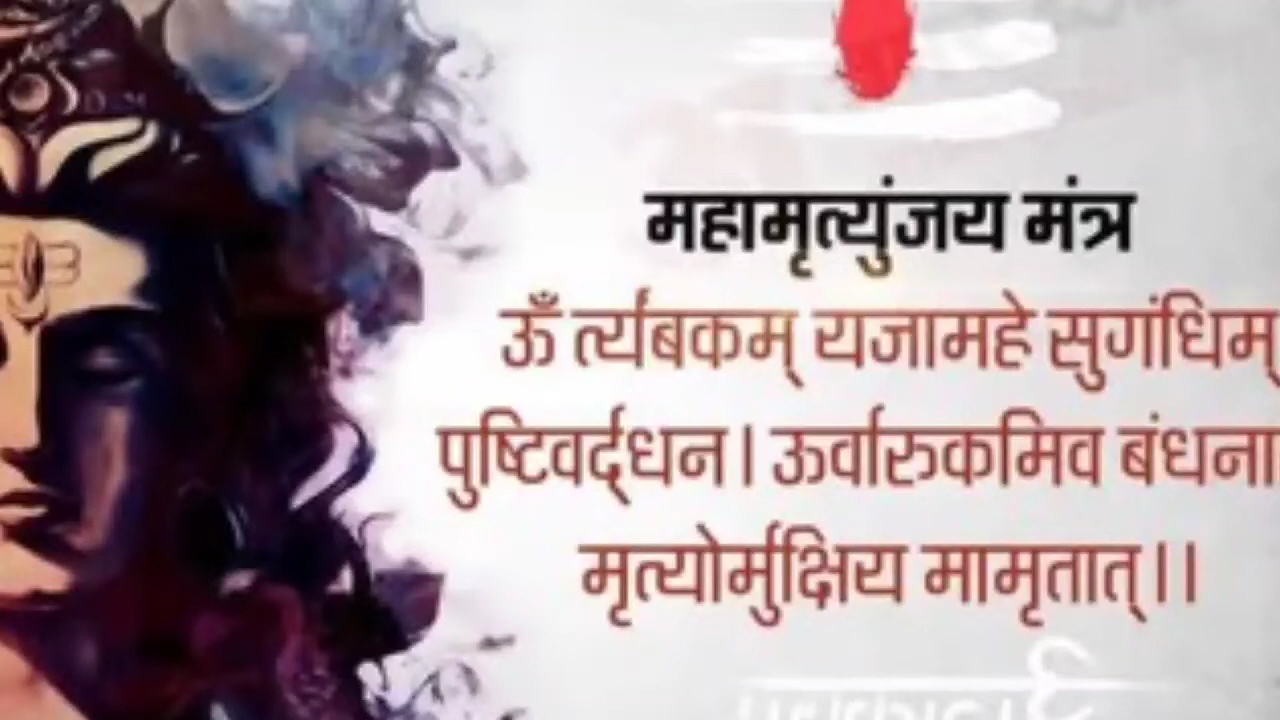 महामृत्युंजय मंत्र
ॐ र्त्यंबकम् यजामहे सुगंधिम्
पुष्टिवर्द्धन । ऊर्वारुकमिव बंधना
मृत्योर्मुक्षिय मामृतात् ।।